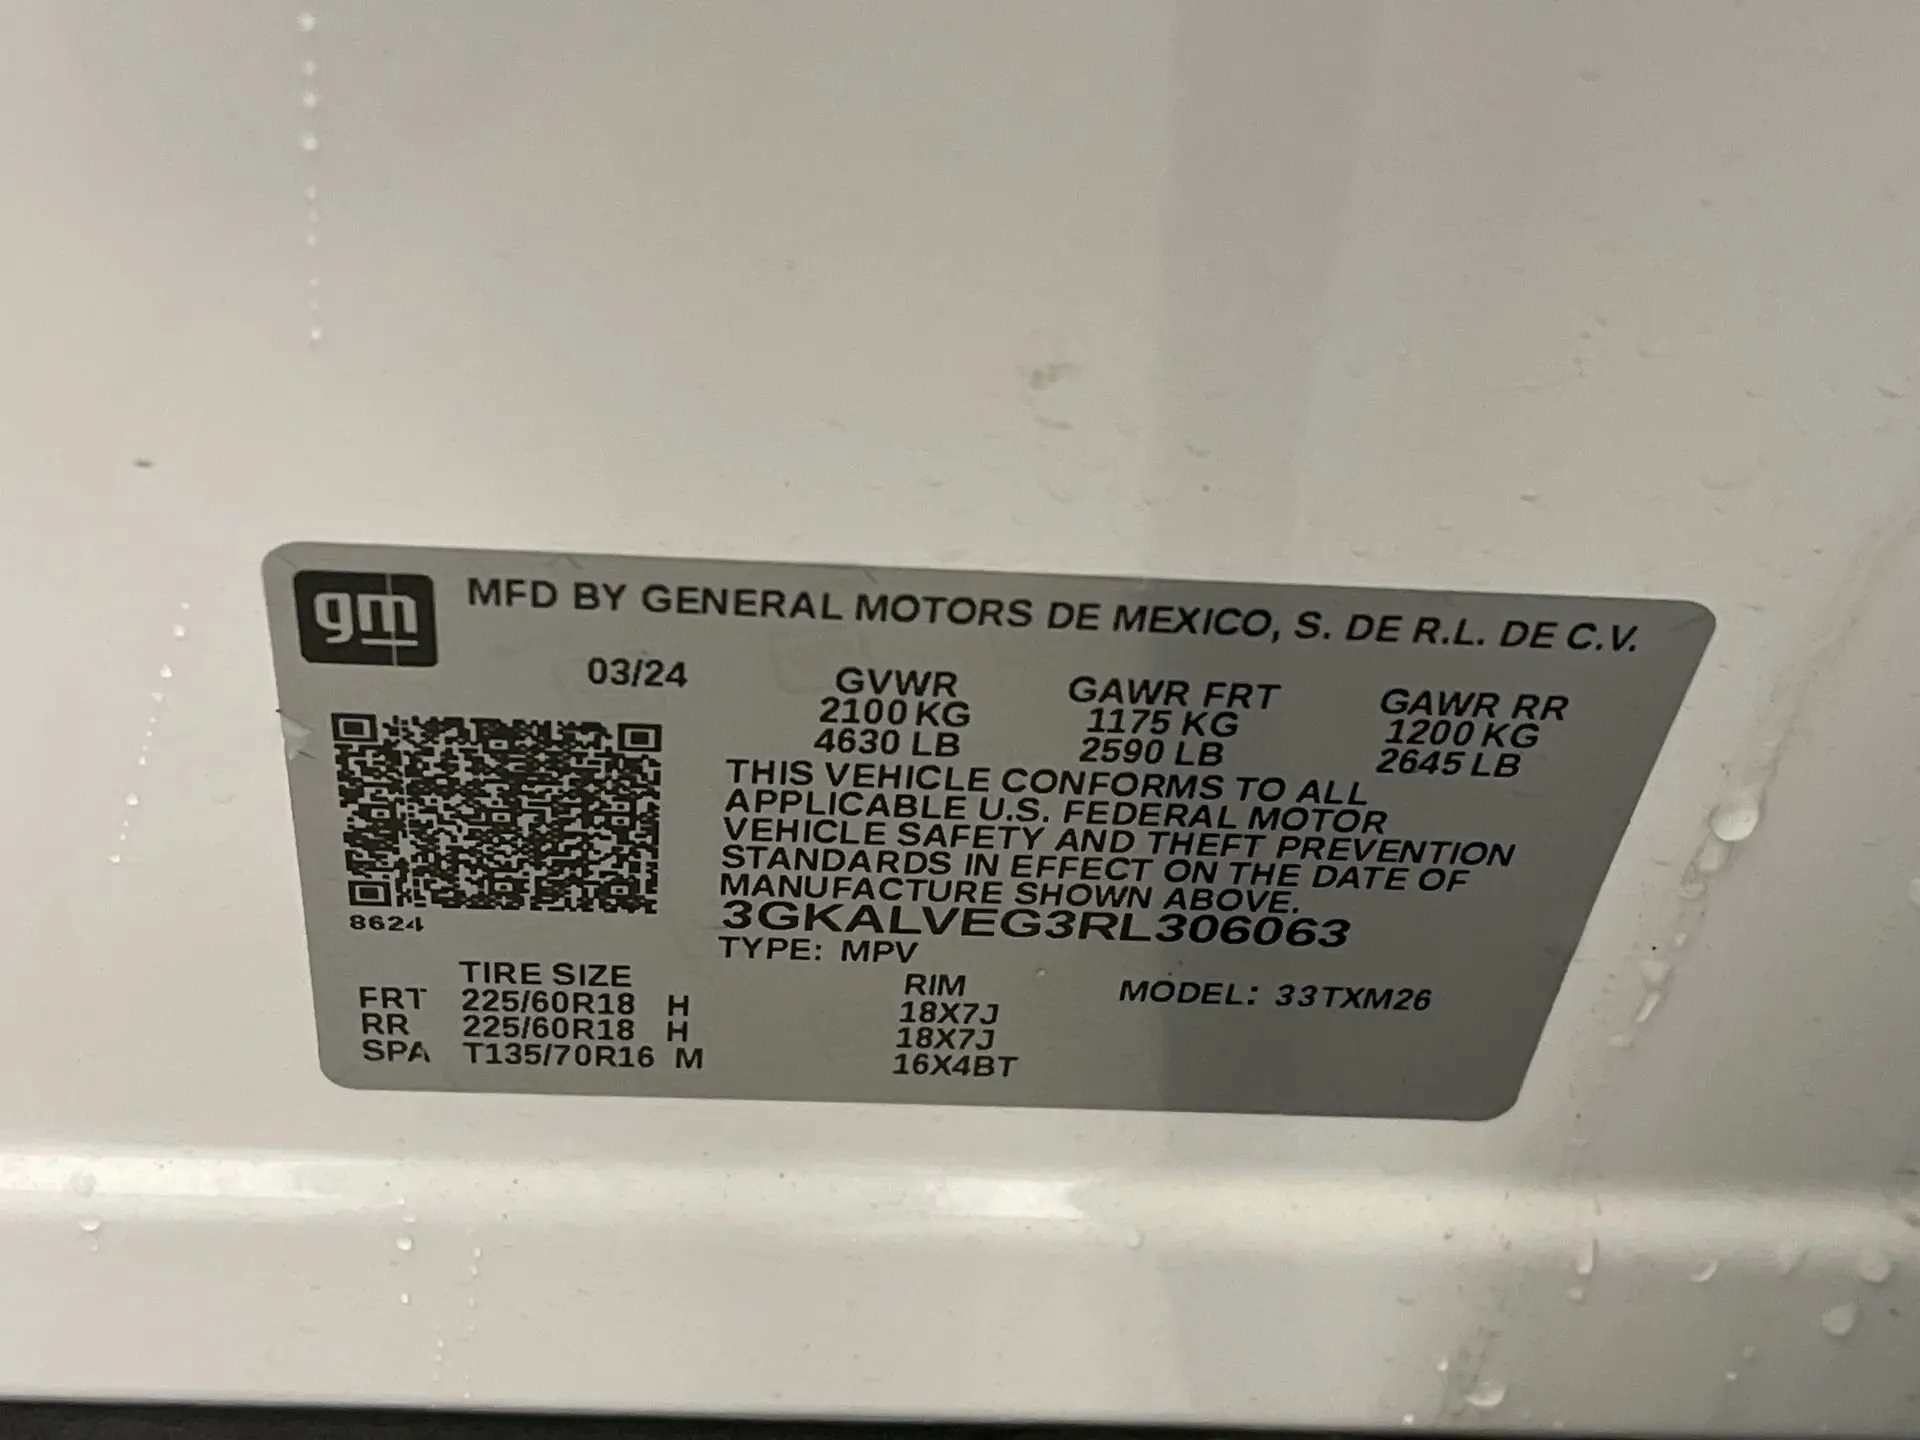 gm MFD BY GENERAL MOTORS DE MEXICO, S. DE R.L. DE C.V.
03/24 GVWR GAWR FRT GAWR RR
2100 KG 1175 KG 1200 KG
4630 LB 2590 LB 2645 LB
THIS VEHICLE CONFORMS TO ALL
APPLICABLE U.S. FEDERAL MOTOR
VEHICLE SAFETY AND THEFT PREVENTION
STANDARDS IN EFFECT ON THE DATE OF
MANUFACTURE SHOWN ABOVE.
8624 3GKALVEG3RL306063
TYPE: MPV
TIRE SIZE RIM MODEL: 33TXM26
FRT 225/60R18 H 18X7J
RR 225/60R18 H 18X7J
SPA T135/70R16 M 16X4BT